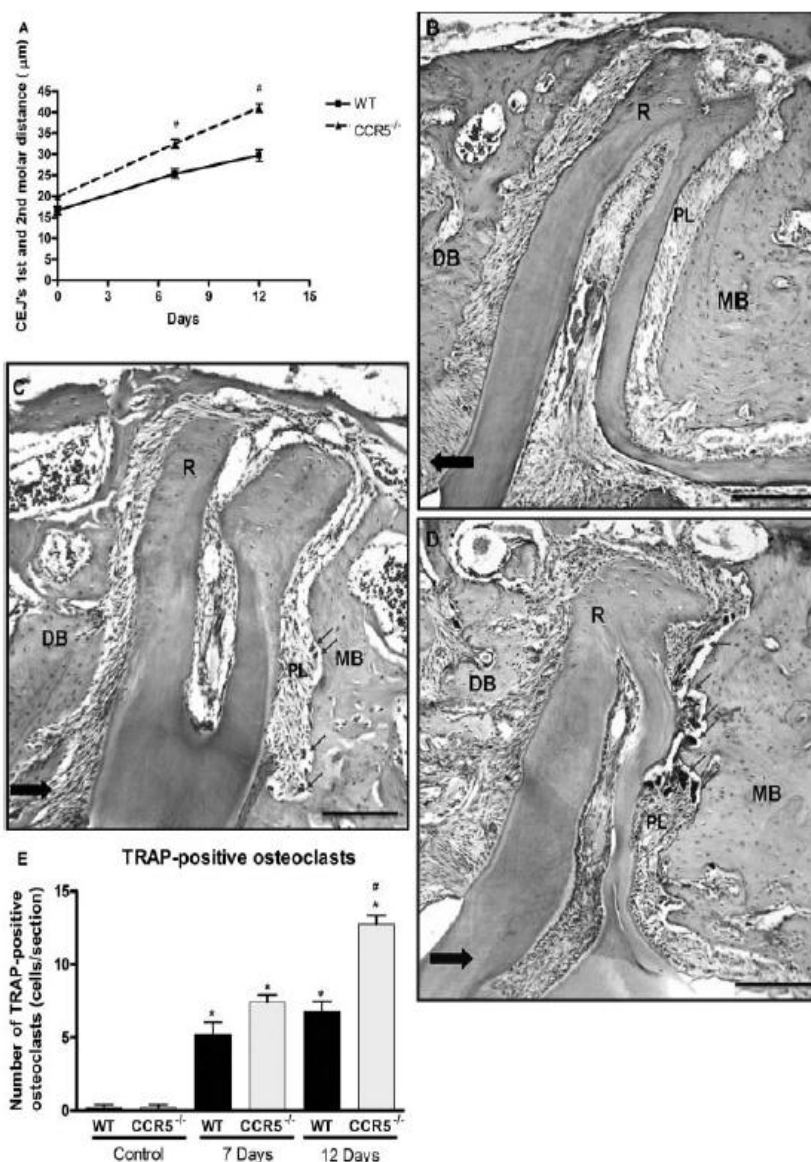 A
CEJ's 1st and 2nd molar distance ( μm)
45
40
35
30
25
20
15
10
5
0
0 3 6 9 12 15
Days
#
#
WT
CCR5-/-
B
R
PL
DB
MB
C
R
DB
PL
MB
D
R
DB
MB
PL
E
TRAP-positive osteoclasts
Number of TRAP-positive
osteoclasts (cells/section)
15
10
5
0
*
*
*
#
*
WT CCR5-/- WT CCR5-/- WT CCR5-/-
Control 7 Days 12 Days